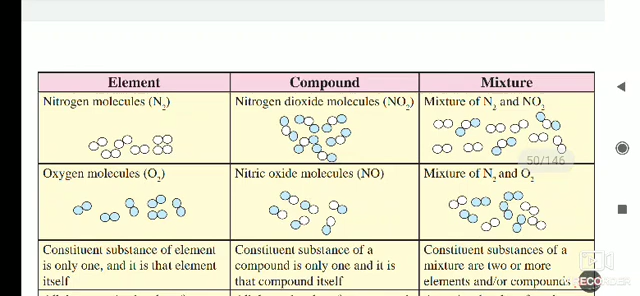 Element Compound Mixture
Nitrogen molecules (N2) Nitrogen dioxide molecules (NO2) Mixture of N2 and NO2
50/146
Oxygen molecules (O2) Nitric oxide molecules (NO) Mixture of N2 and O2
Constituent substance of element Constituent substance of a Constituent substances of a
is only one, and it is that element compound is only one and it is mixture are two or more
itself that compound itself elements and/or compounds
RECORDER